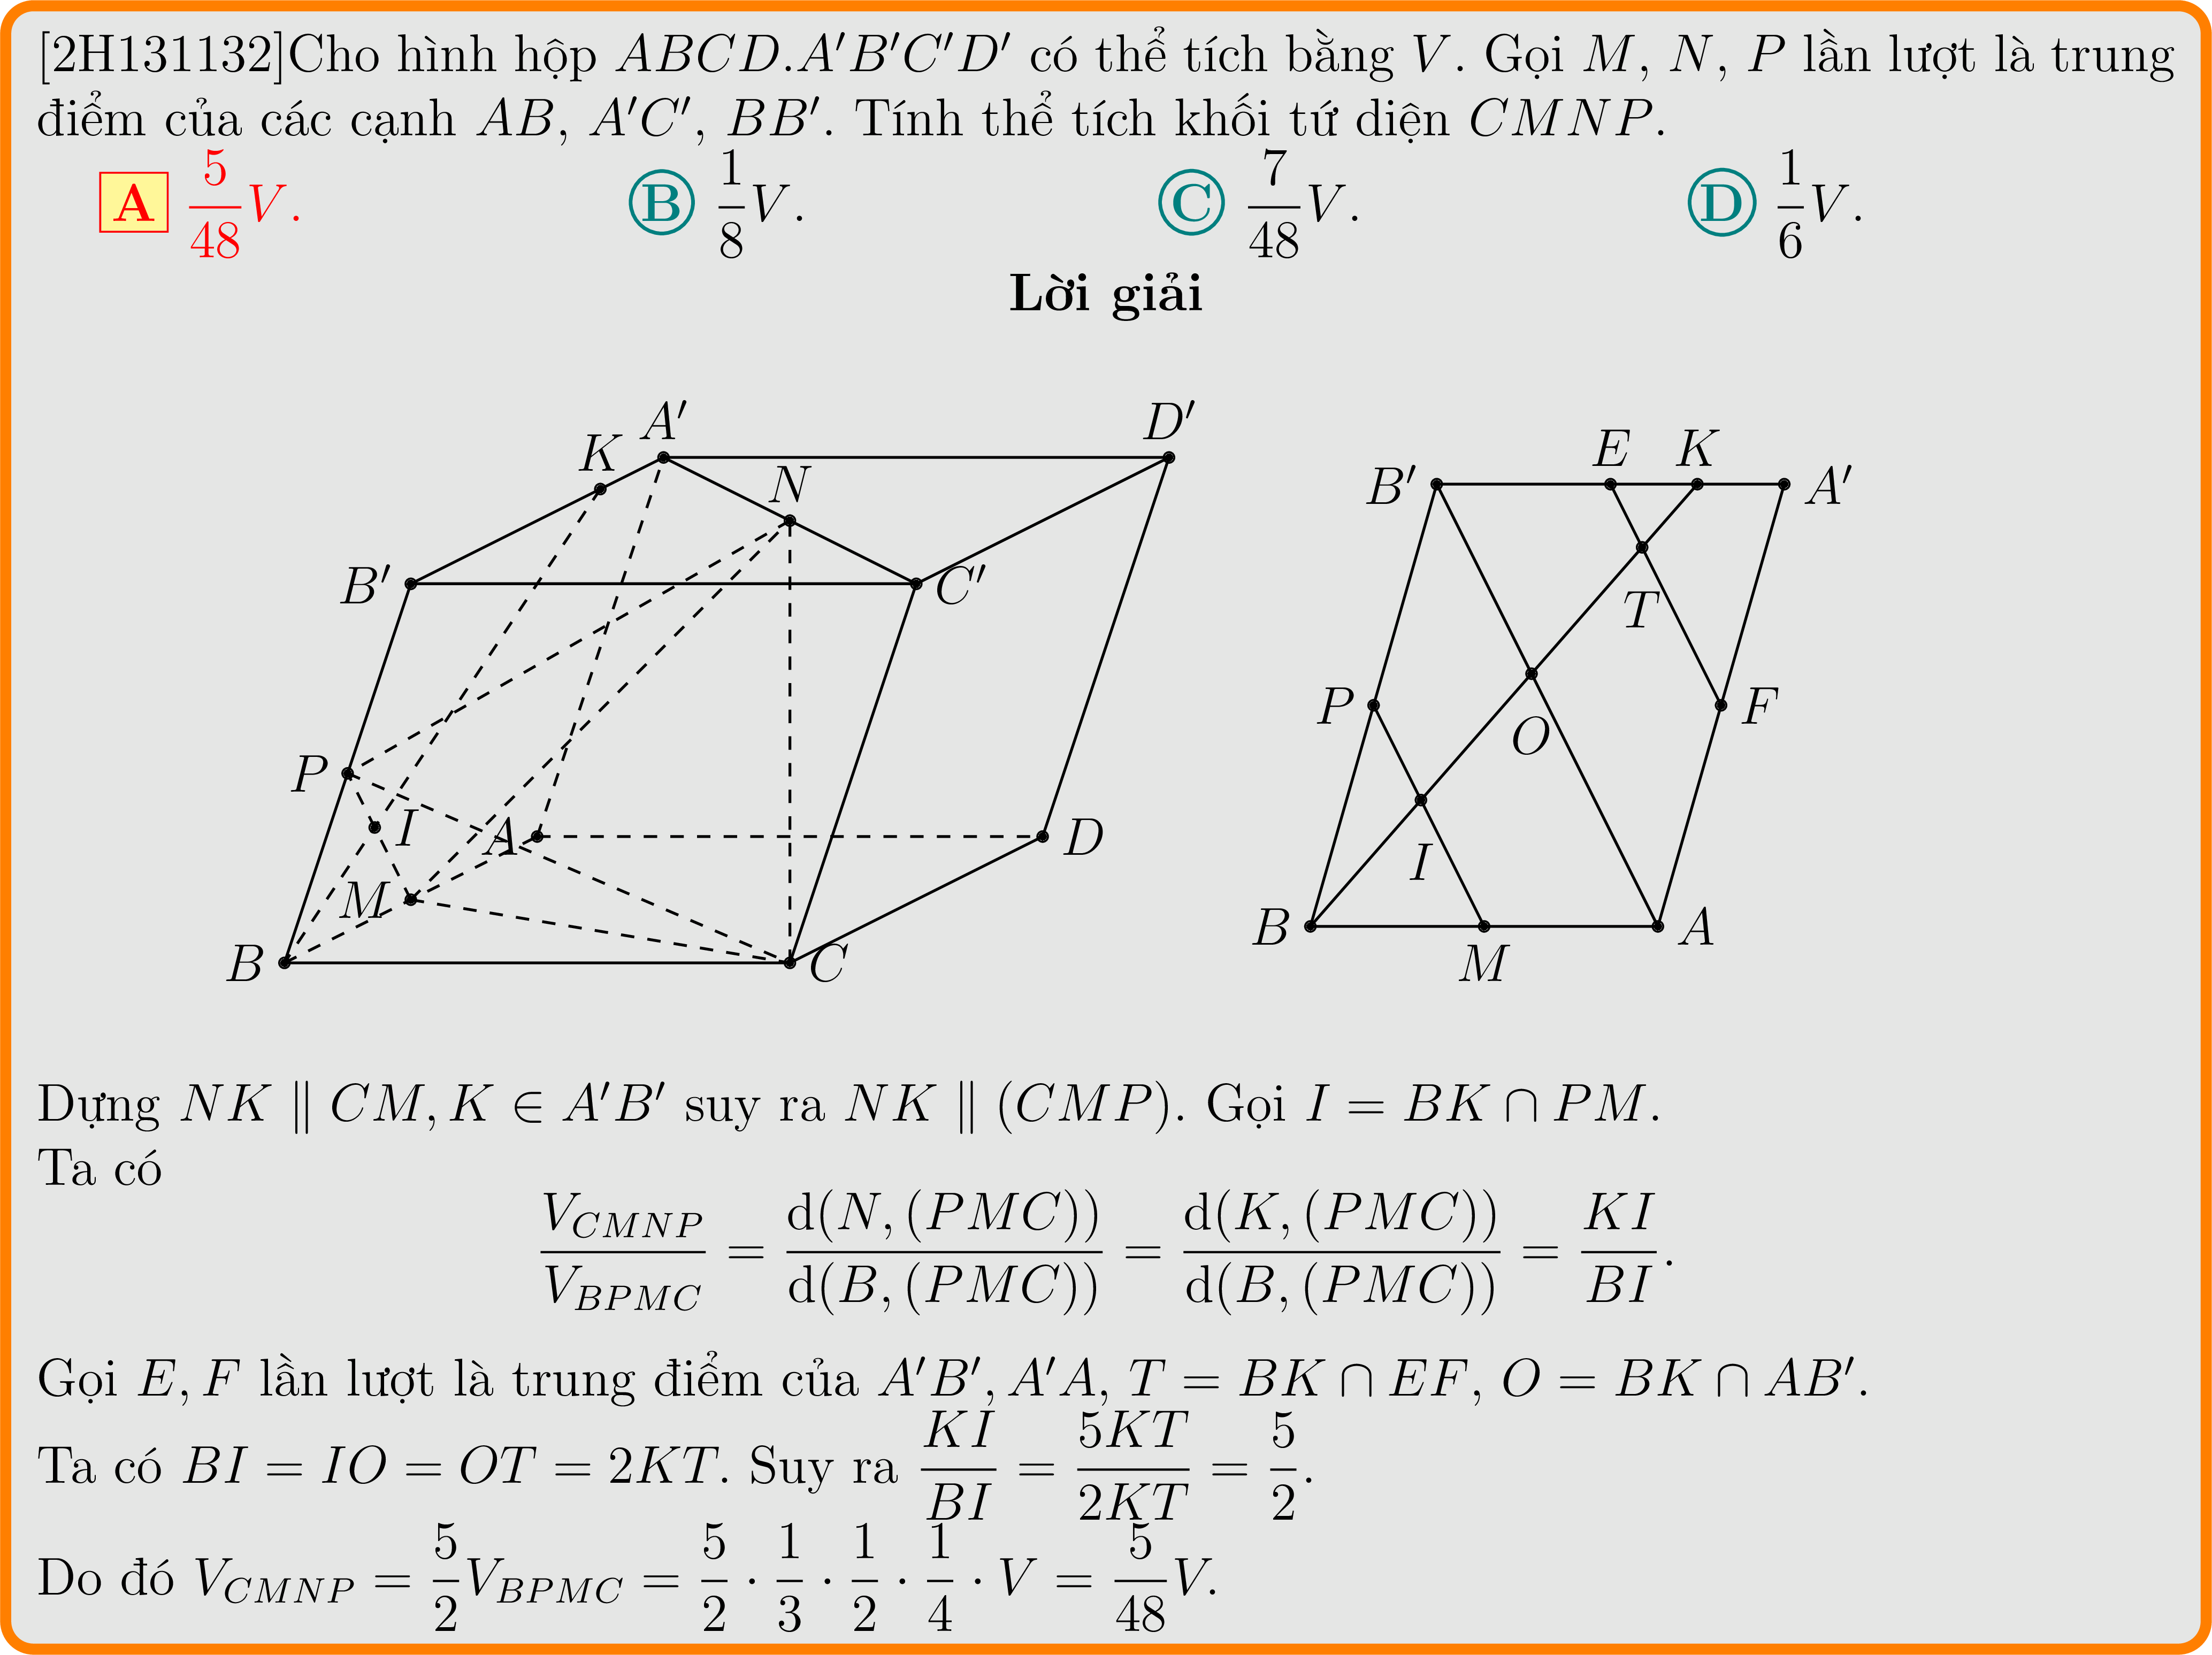 [2H131132]Cho hình hộp ABCD.A′B′C′D′ có thể tích bằng V. Gọi M, N, P lần lượt là trung
điểm của các cạnh AB, A′C′, BB′. Tính thể tích khối tứ diện CMNP.
A $\frac{5}{48}V.$ B $\frac{1}{8}V.$ C $\frac{7}{48}V.$ D $\frac{1}{6}V.$
Lời giải
A′ D′
K
N
B′ C′
P
I
A D
M
B C
E K
B′ A′
T
P F
O
I
B A
M
Dựng NK ∥ CM, K ∈ A′B′ suy ra NK ∥ (CMP). Gọi I = BK ∩ PM.
Ta có
$\frac{V_{CMNP}}{V_{BPMC}} = \frac{d(N,(PMC))}{d(B,(PMC))} = \frac{d(K,(PMC))}{d(B,(PMC))} = \frac{KI}{BI}.$
Gọi E, F lần lượt là trung điểm của A′B′, A′A, T = BK ∩ EF, O = BK ∩ AB′.
Ta có BI = IO = OT = 2KT. Suy ra $\frac{KI}{BI} = \frac{5KT}{2KT} = \frac{5}{2}.$
Do đó $V_{CMNP} = \frac{5}{2}V_{BPMC} = \frac{5}{2} \cdot \frac{1}{3} \cdot \frac{1}{2} \cdot \frac{1}{4} \cdot V = \frac{5}{48}V.$